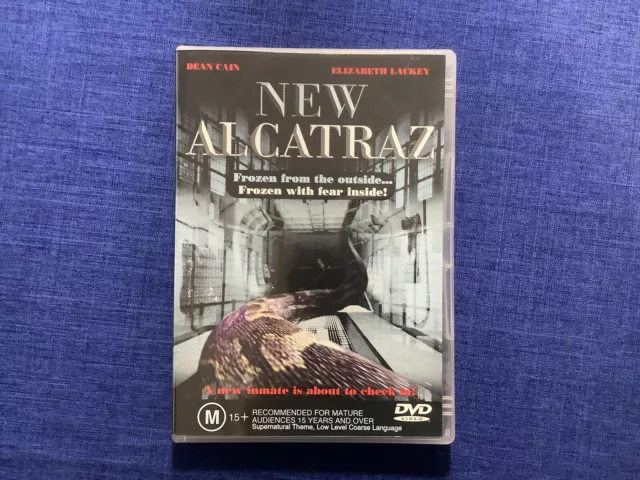 DEAN CAIN ELIZABETH LACKEY
NEW
ALCATRAZ
Frozen from the outside...
Frozen with fear inside!
A new inmate is about to check in!
M 15+ RECOMMENDED FOR MATURE
AUDIENCES 15 YEARS AND OVER
Supernatural Theme, Low Level Coarse Language
DVD
VIDEO